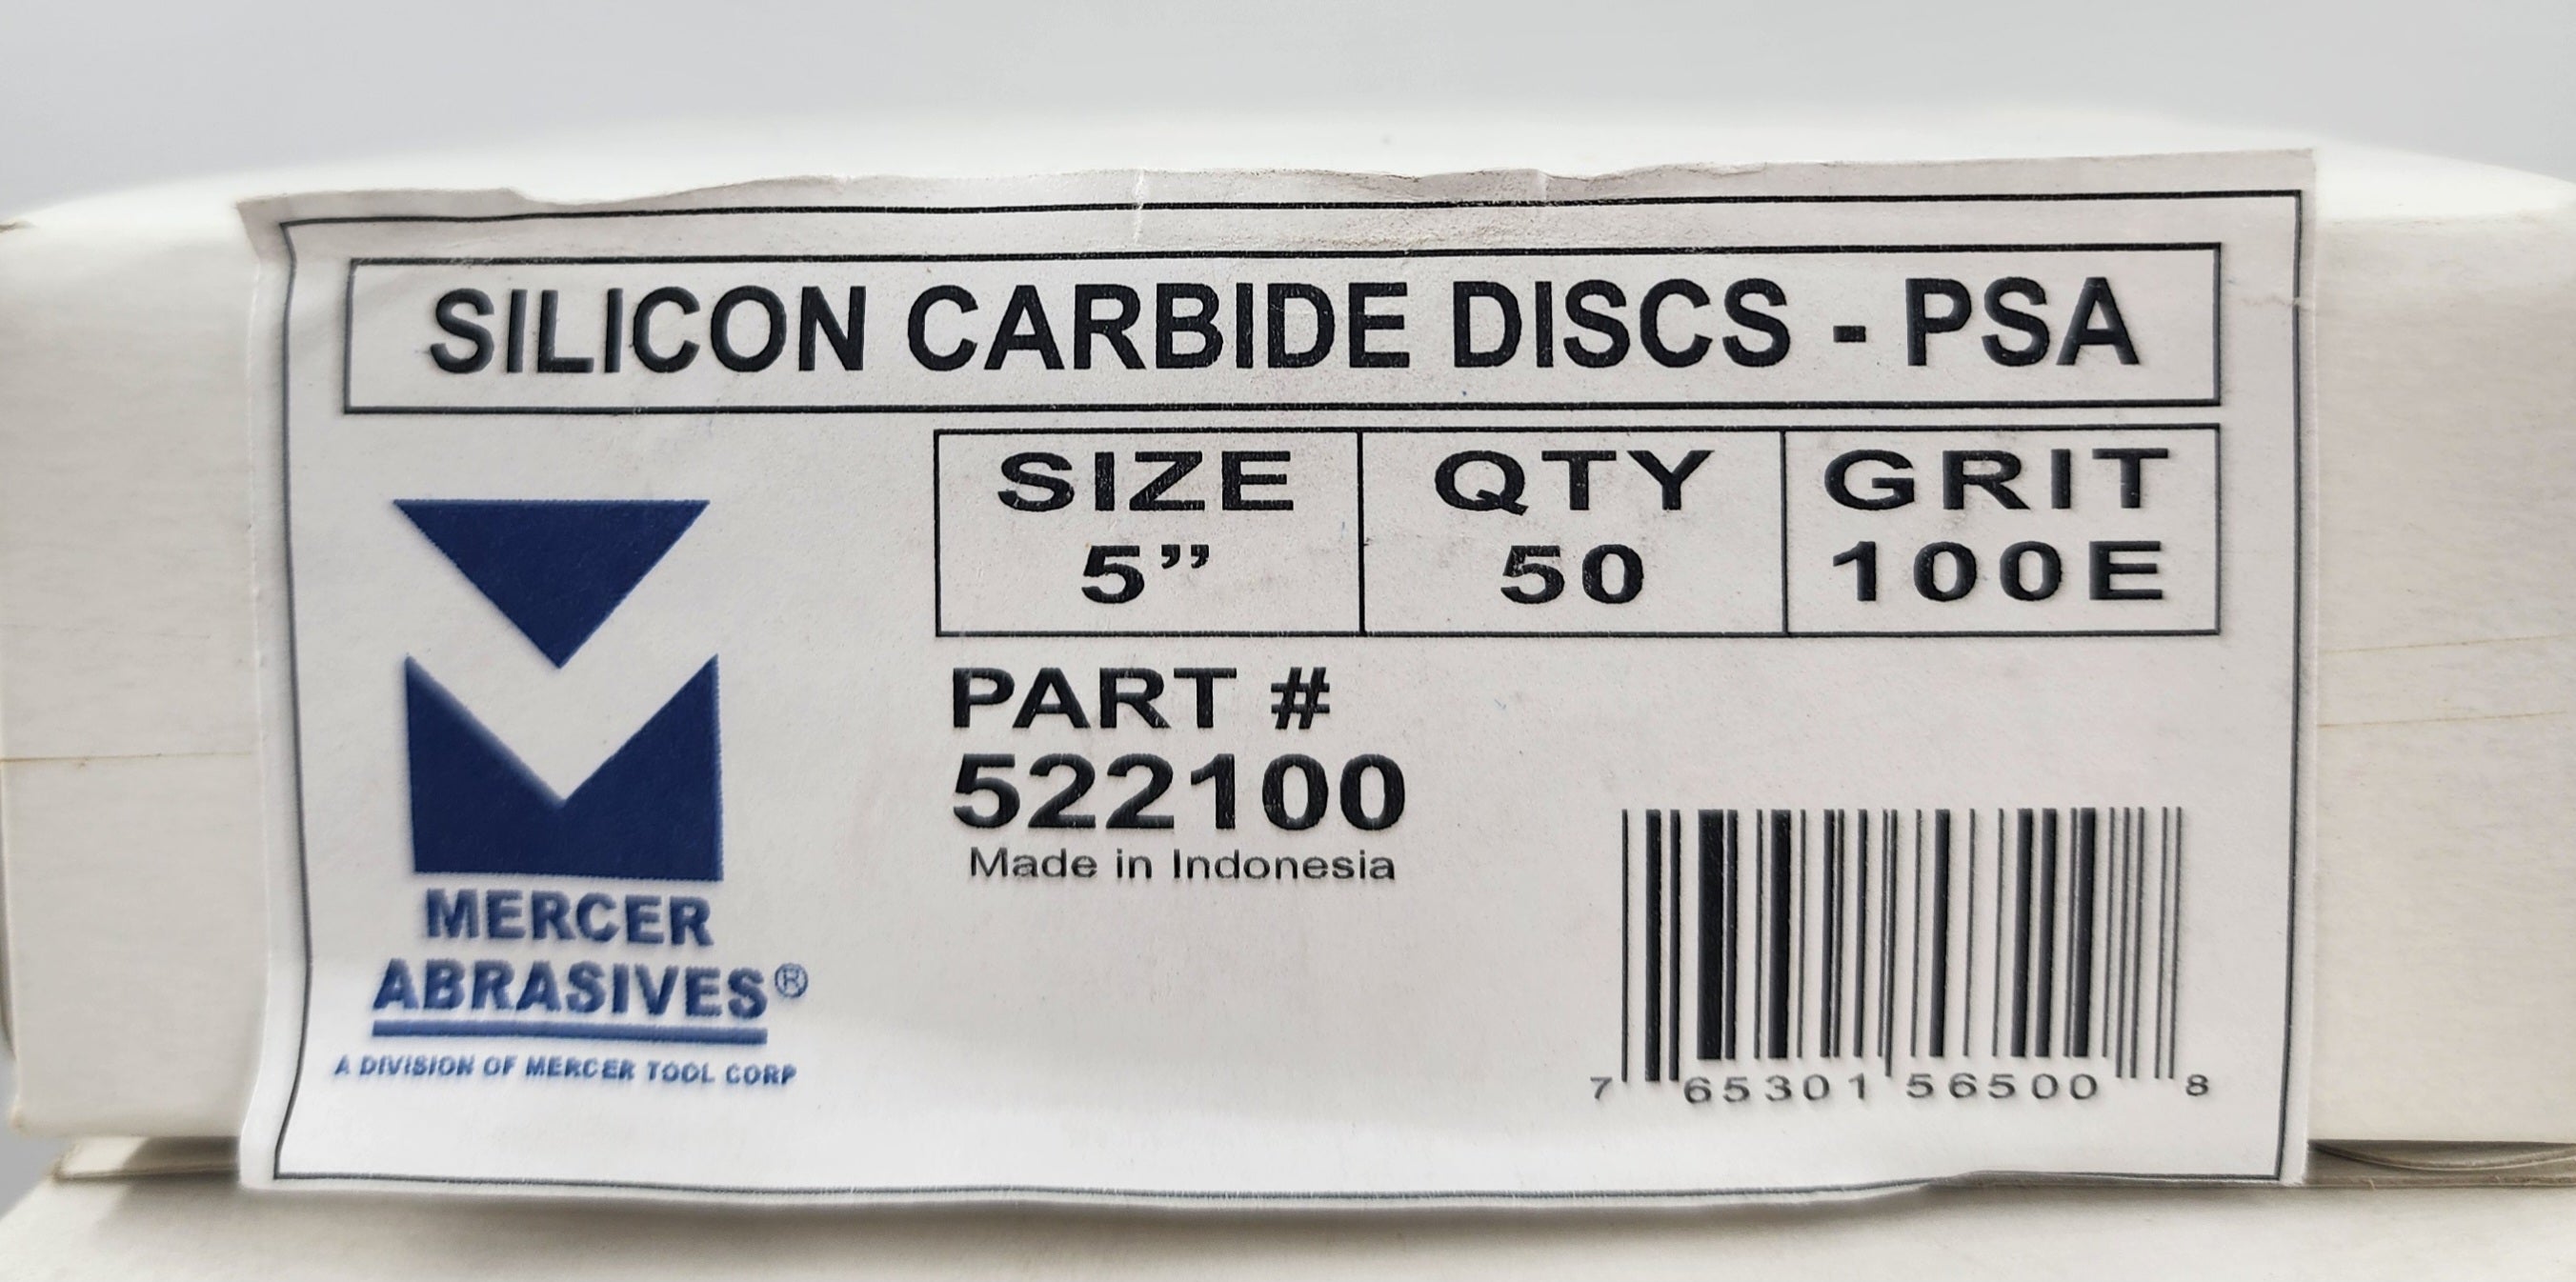 SILICON CARBIDE DISCS - PSA
SIZE QTY GRIT
5” 50 100E
PART #
522100
Made in Indonesia
MERCER
ABRASIVES®
A DIVISION OF MERCER TOOL CORP
7 65301 56500 8